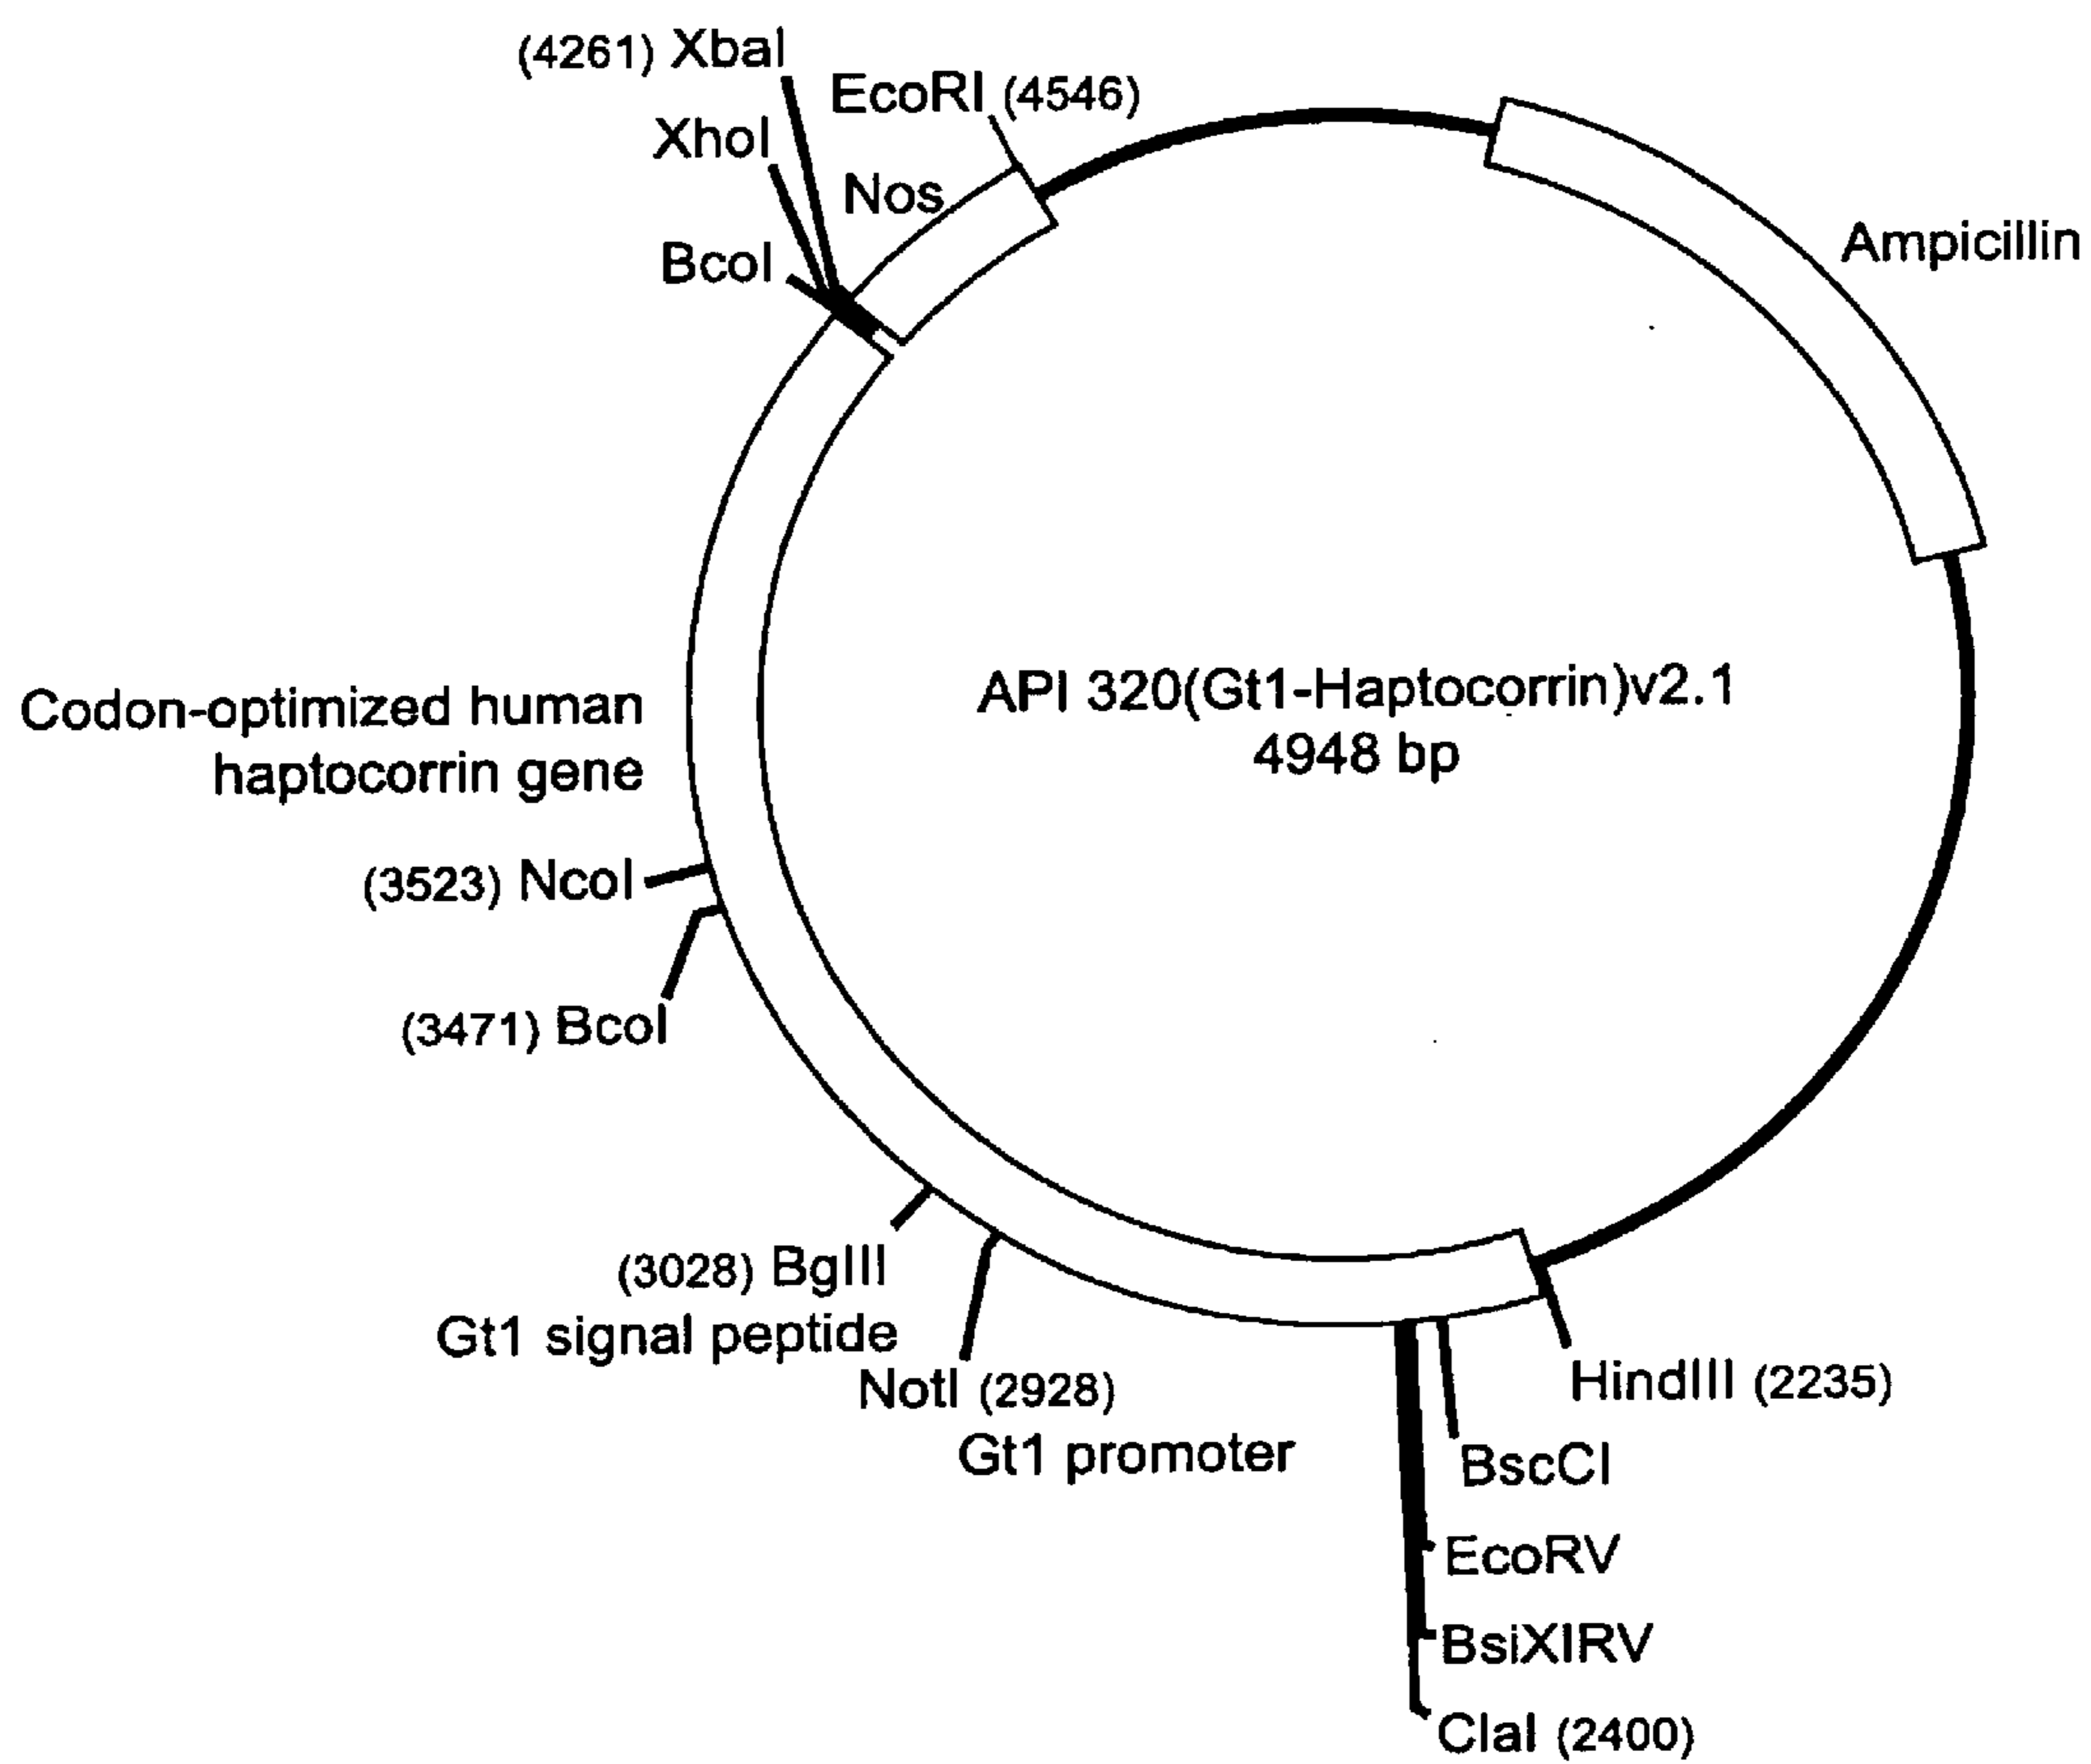 (4261) XbaI
EcoRI (4546)
XhoI
Nos
BcoI
Ampicillin
API 320(Gt1-Haptocorrin)v2.1
4948 bp
Codon-optimized human
haptocorrin gene
(3523) NcoI
(3471) BcoI
(3028) BglII
Gt1 signal peptide
NotI (2928)
Gt1 promoter
HindIII (2235)
BscCI
EcoRV
BsiXIRV
ClaI (2400)